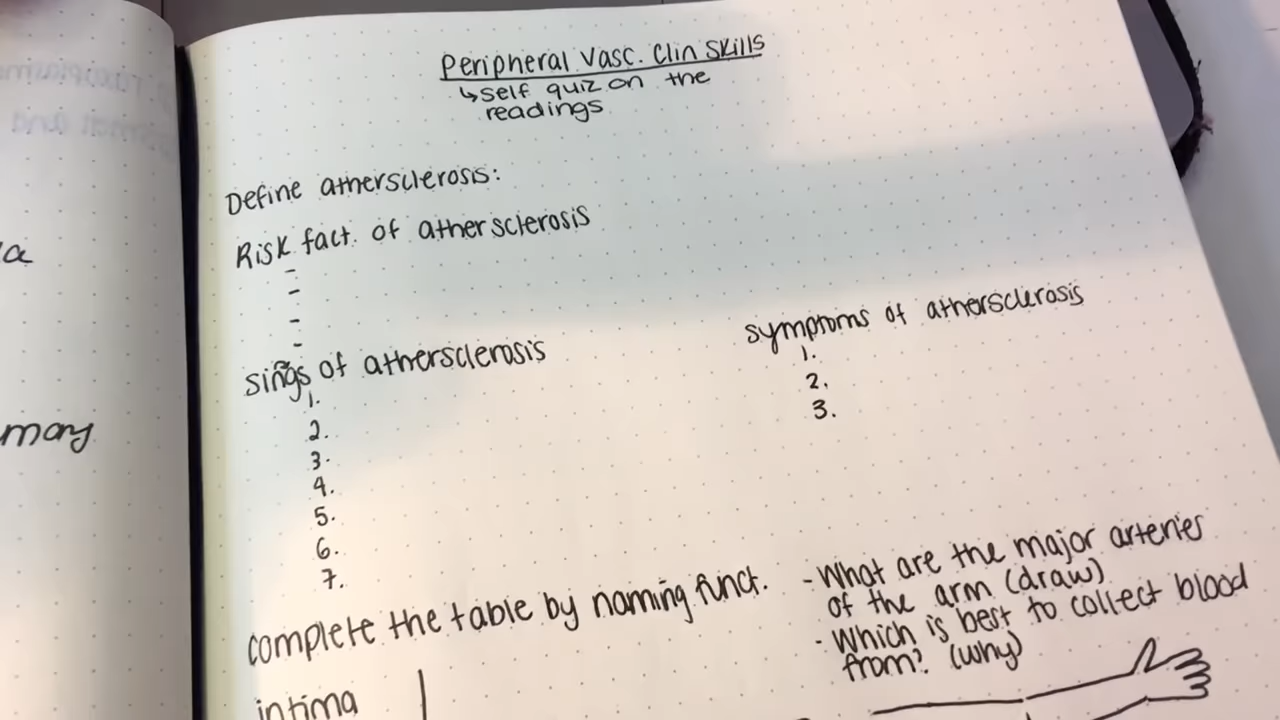 Peripheral Vasc. Clin Skills
↳ self quiz on the
readings
Define athersclerosis:
Risk fact. of athersclerosis
-
-
-
-
sings of athersclerosis
1.
2.
3.
4.
5.
6.
7.
symptoms of athersclerosis
1.
2.
3.
complete the table by naming funct.
intima
- What are the major arteries
of the arm (draw)
- Which is best to collect blood
from? (why)
a